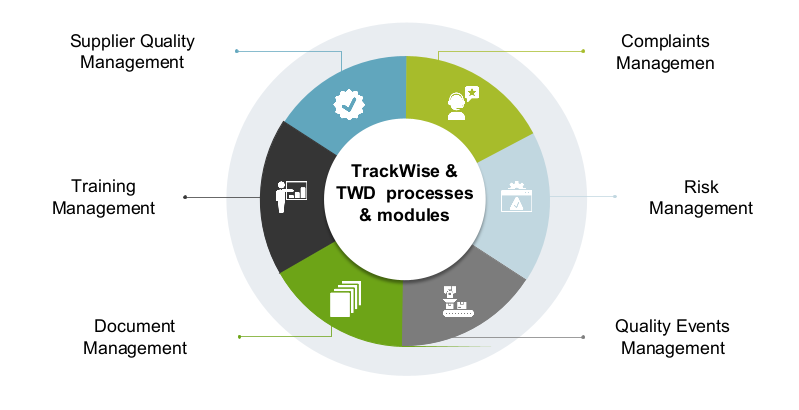 Supplier Quality
Management
Complaints
Managemen
TrackWise &
TWD processes
& modules
Training
Management
Risk
Management
Document
Management
Quality Events
Management